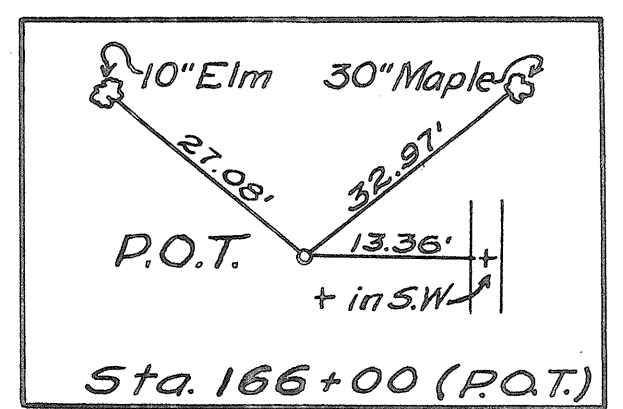 10" Elm 30" Maple
27.08' 32.97'
P.O.T. 13.36'
+ in S.W
Sta. 166+00 (P.O.T.)